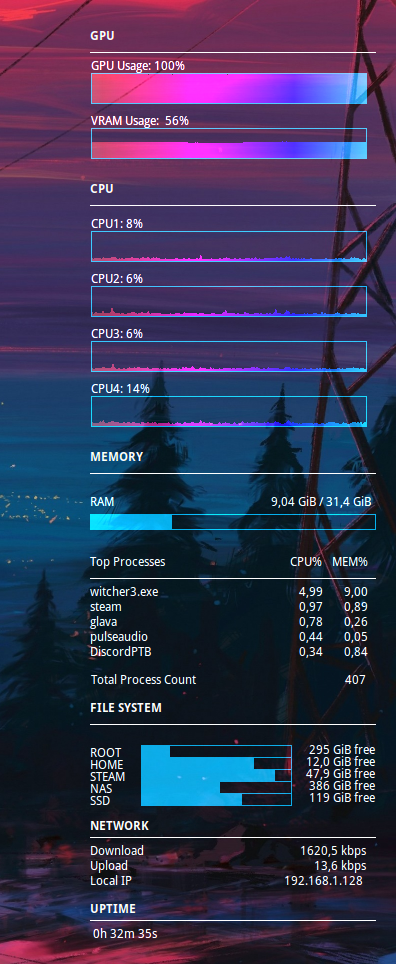 GPU
GPU Usage: 100%
VRAM Usage: 56%
CPU
CPU1: 8%
CPU2: 6%
CPU3: 6%
CPU4: 14%
MEMORY
RAM 9,04 GiB / 31,4 GiB
Top Processes CPU% MEM%
witcher3.exe 4,99 9,00
steam 0,97 0,89
glava 0,78 0,26
pulseaudio 0,44 0,05
DiscordPTB 0,34 0,84
Total Process Count 407
FILE SYSTEM
ROOT 295 GiB free
HOME 12,0 GiB free
STEAM 47,9 GiB free
NAS 386 GiB free
SSD 119 GiB free
NETWORK
Download 1620,5 kbps
Upload 13,6 kbps
Local IP 192.168.1.128
UPTIME
0h 32m 35s